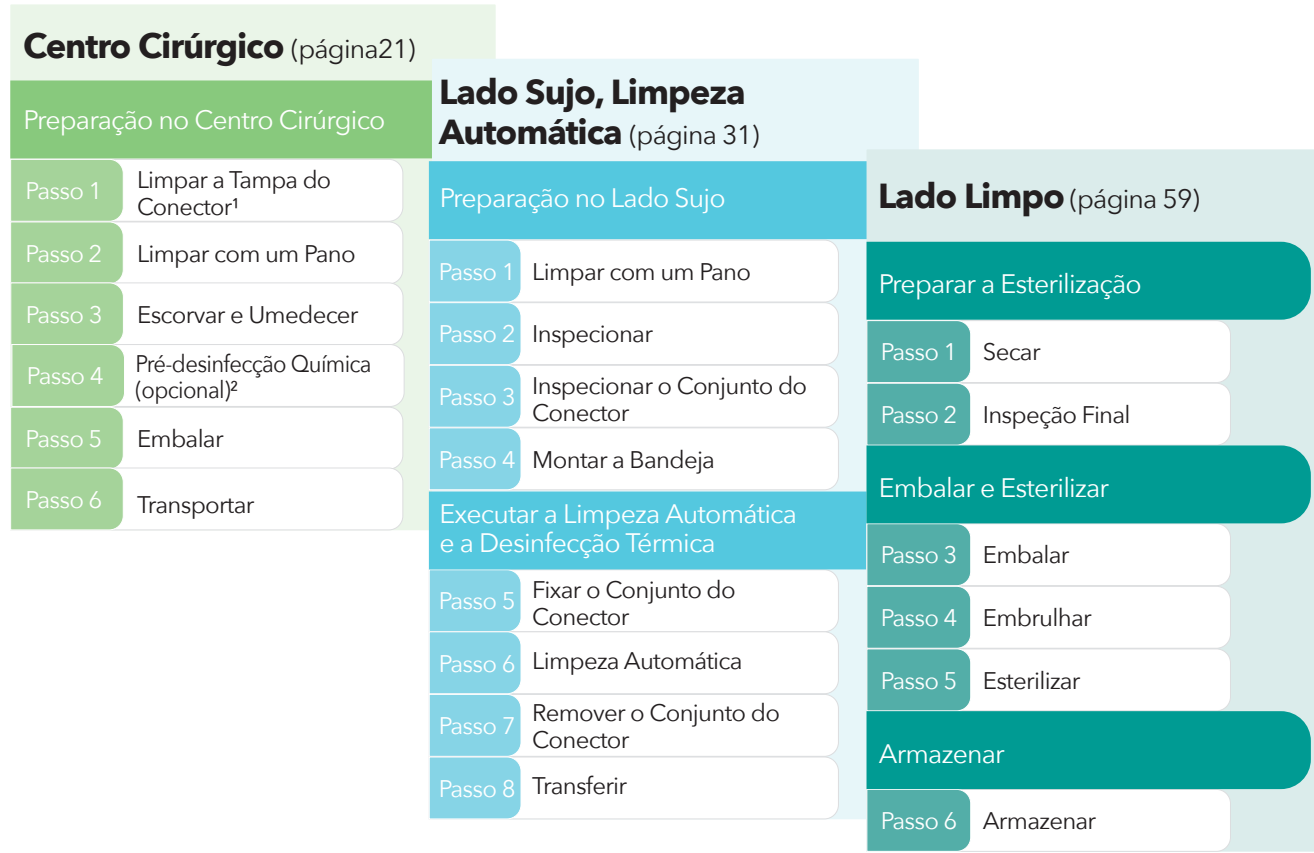 Centro Cirúrgico (página21)
Preparação no Centro Cirúrgico
Passo 1
Limpar a Tampa do
Conector¹
Passo 2
Limpar com um Pano
Passo 3
Escorvar e Umedecer
Passo 4
Pré-desinfecção Química
(opcional)²
Passo 5
Embalar
Passo 6
Transportar
Lado Sujo, Limpeza
Automática (página 31)
Preparação no Lado Sujo
Passo 1
Limpar com um Pano
Passo 2
Inspecionar
Passo 3
Inspecionar o Conjunto do
Conector
Passo 4
Montar a Bandeja
Executar a Limpeza Automática
e a Desinfecção Térmica
Passo 5
Fixar o Conjunto do
Conector
Passo 6
Limpeza Automática
Passo 7
Remover o Conjunto do
Conector
Passo 8
Transferir
Lado Limpo (página 59)
Preparar a Esterilização
Passo 1
Secar
Passo 2
Inspeção Final
Embalar e Esterilizar
Passo 3
Embalar
Passo 4
Embrulhar
Passo 5
Esterilizar
Armazenar
Passo 6
Armazenar